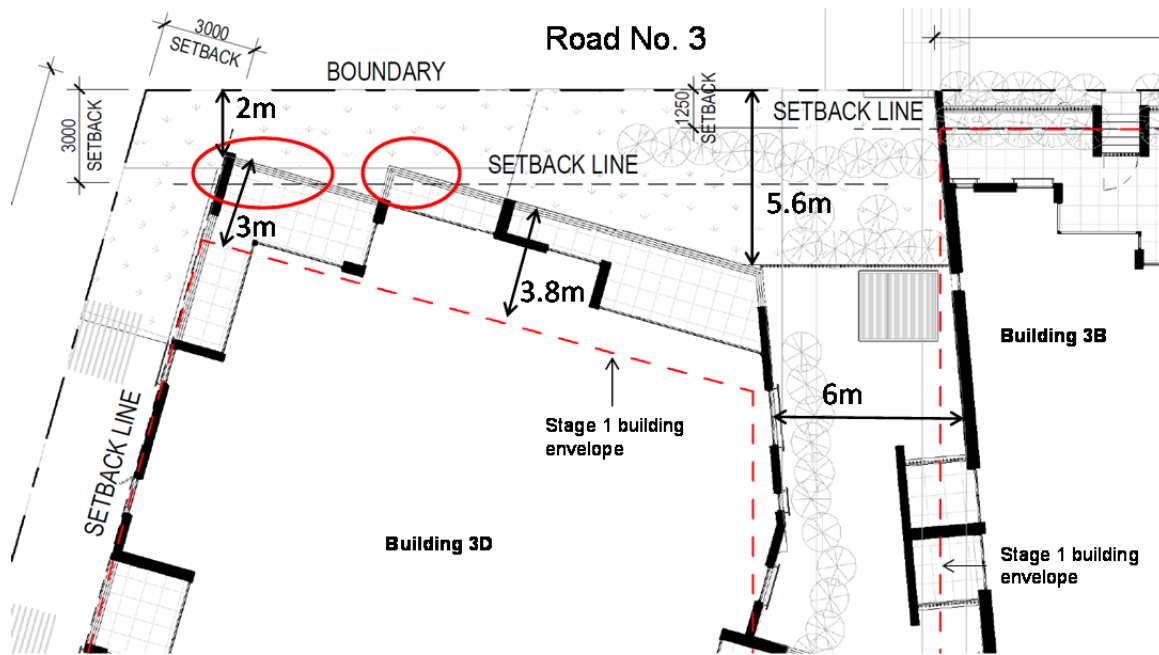 3000
SETBACK
Road No. 3
BOUNDARY
2m
3000
SETBACK
1250
SETBACK
SETBACK LINE
SETBACK LINE
5.6m
3m
3.8m
Building 3B
6m
Stage 1 building
envelope
SETBACK LINE
Building 3D
Stage 1 building
envelope